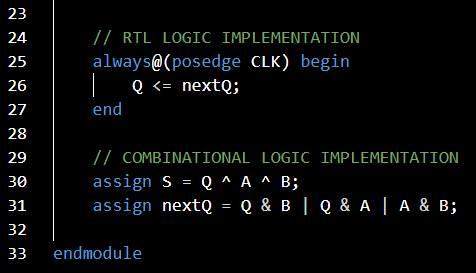 23
24 // RTL LOGIC IMPLEMENTATION
25 always@(posedge CLK) begin
26 Q <= nextQ;
27 end
28
29 // COMBINATIONAL LOGIC IMPLEMENTATION
30 assign S = Q ^ A ^ B;
31 assign nextQ = Q & B | Q & A | A & B;
32
33 endmodule